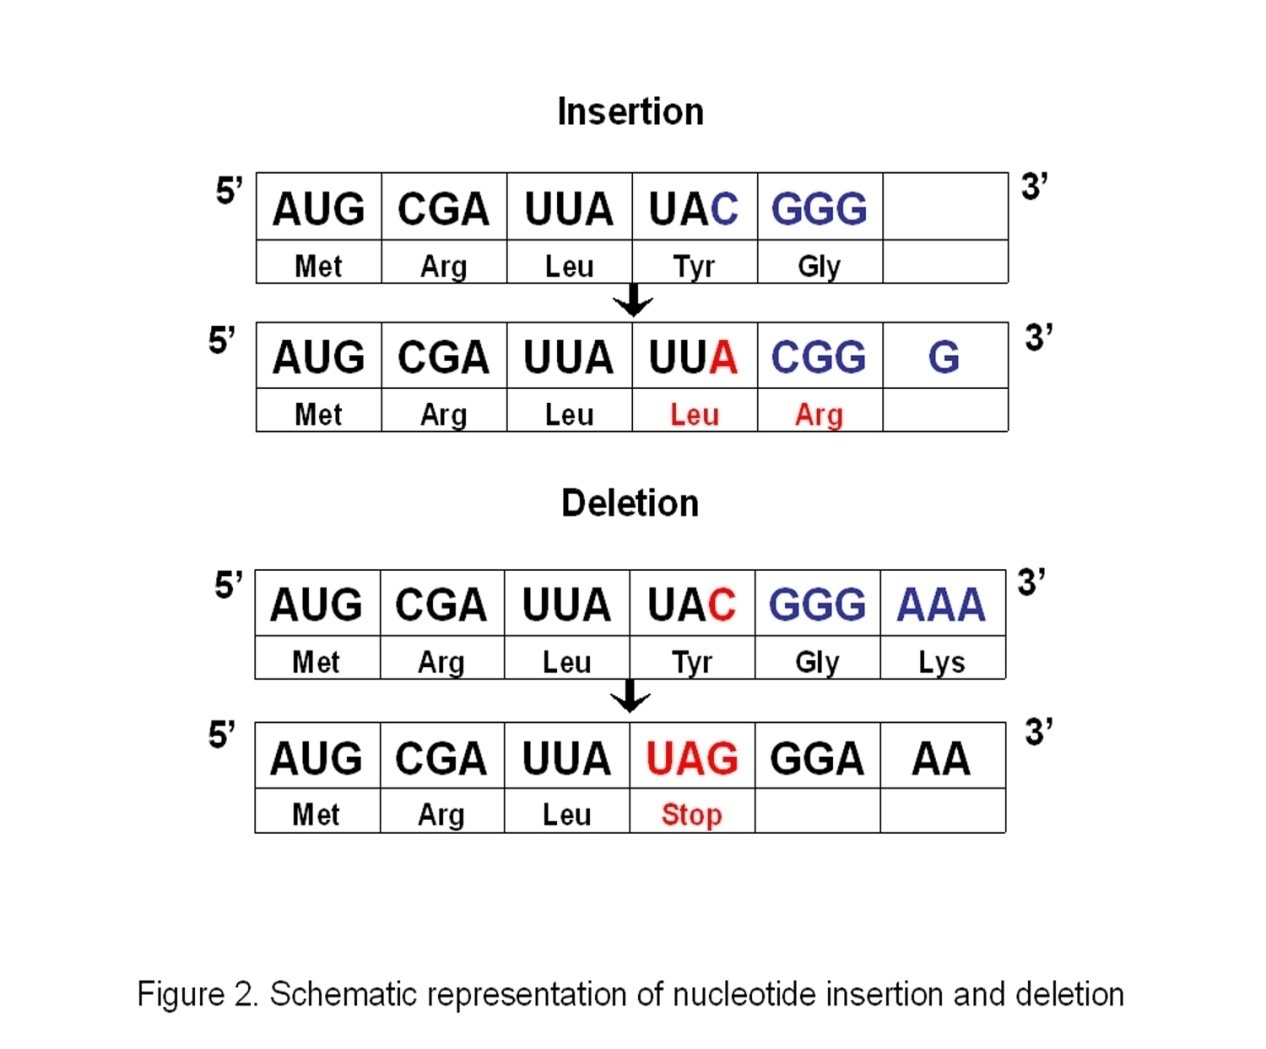 Insertion
5’ AUG CGA UUA UAC GGG 3’
Met Arg Leu Tyr Gly
5’ AUG CGA UUA UUA CGG G 3’
Met Arg Leu Leu Arg
Deletion
5’ AUG CGA UUA UAC GGG AAA 3’
Met Arg Leu Tyr Gly Lys
5’ AUG CGA UUA UAG GGA AA 3’
Met Arg Leu Stop
Figure 2. Schematic representation of nucleotide insertion and deletion